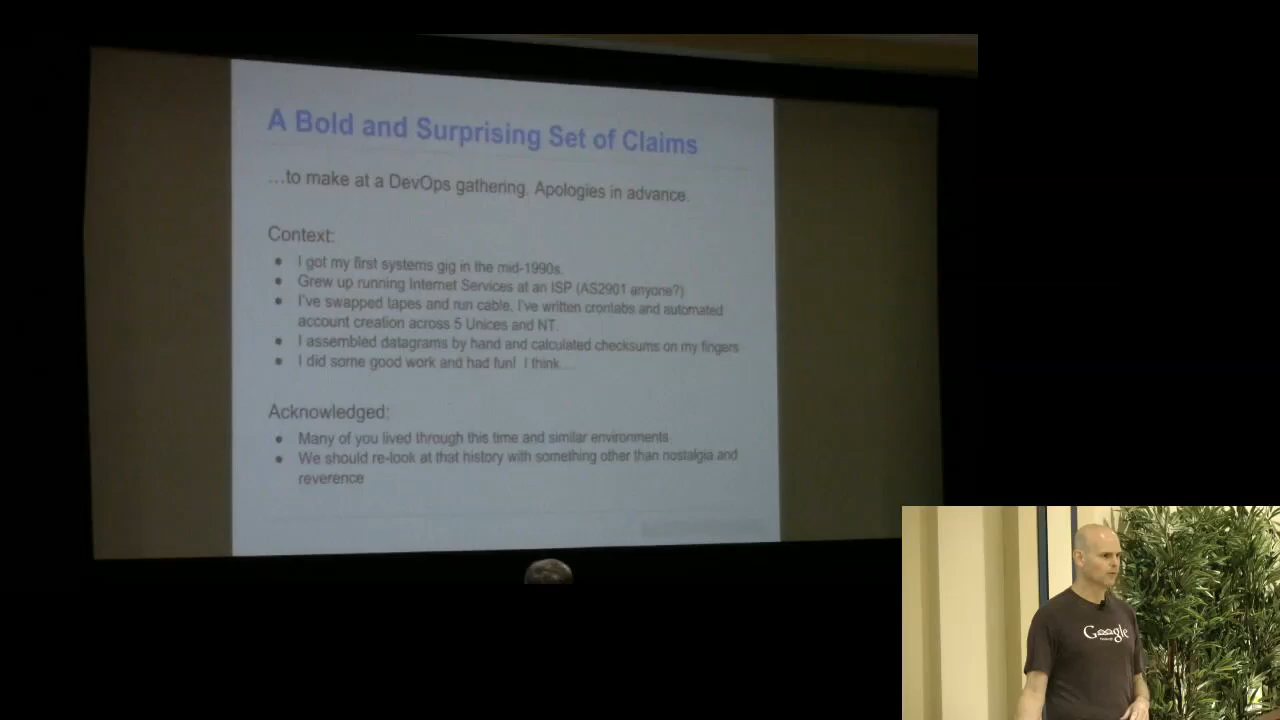 A Bold and Surprising Set of Claims
...to make at a DevOps gathering. Apologies in advance.
Context:
● I got my first systems gig in the mid-1990s.
● Grew up running Internet Services at an ISP (AS2901 anyone?)
● I've swapped tapes and run cable, I've written crontabs and automated
account creation across 5 Unices and NT.
● I assembled datagrams by hand and calculated checksums on my fingers
● I did some good work and had fun! I think....
Acknowledged:
● Many of you lived through this time and similar environments
● We should re-look at that history with something other than nostalgia and
reverence
Google